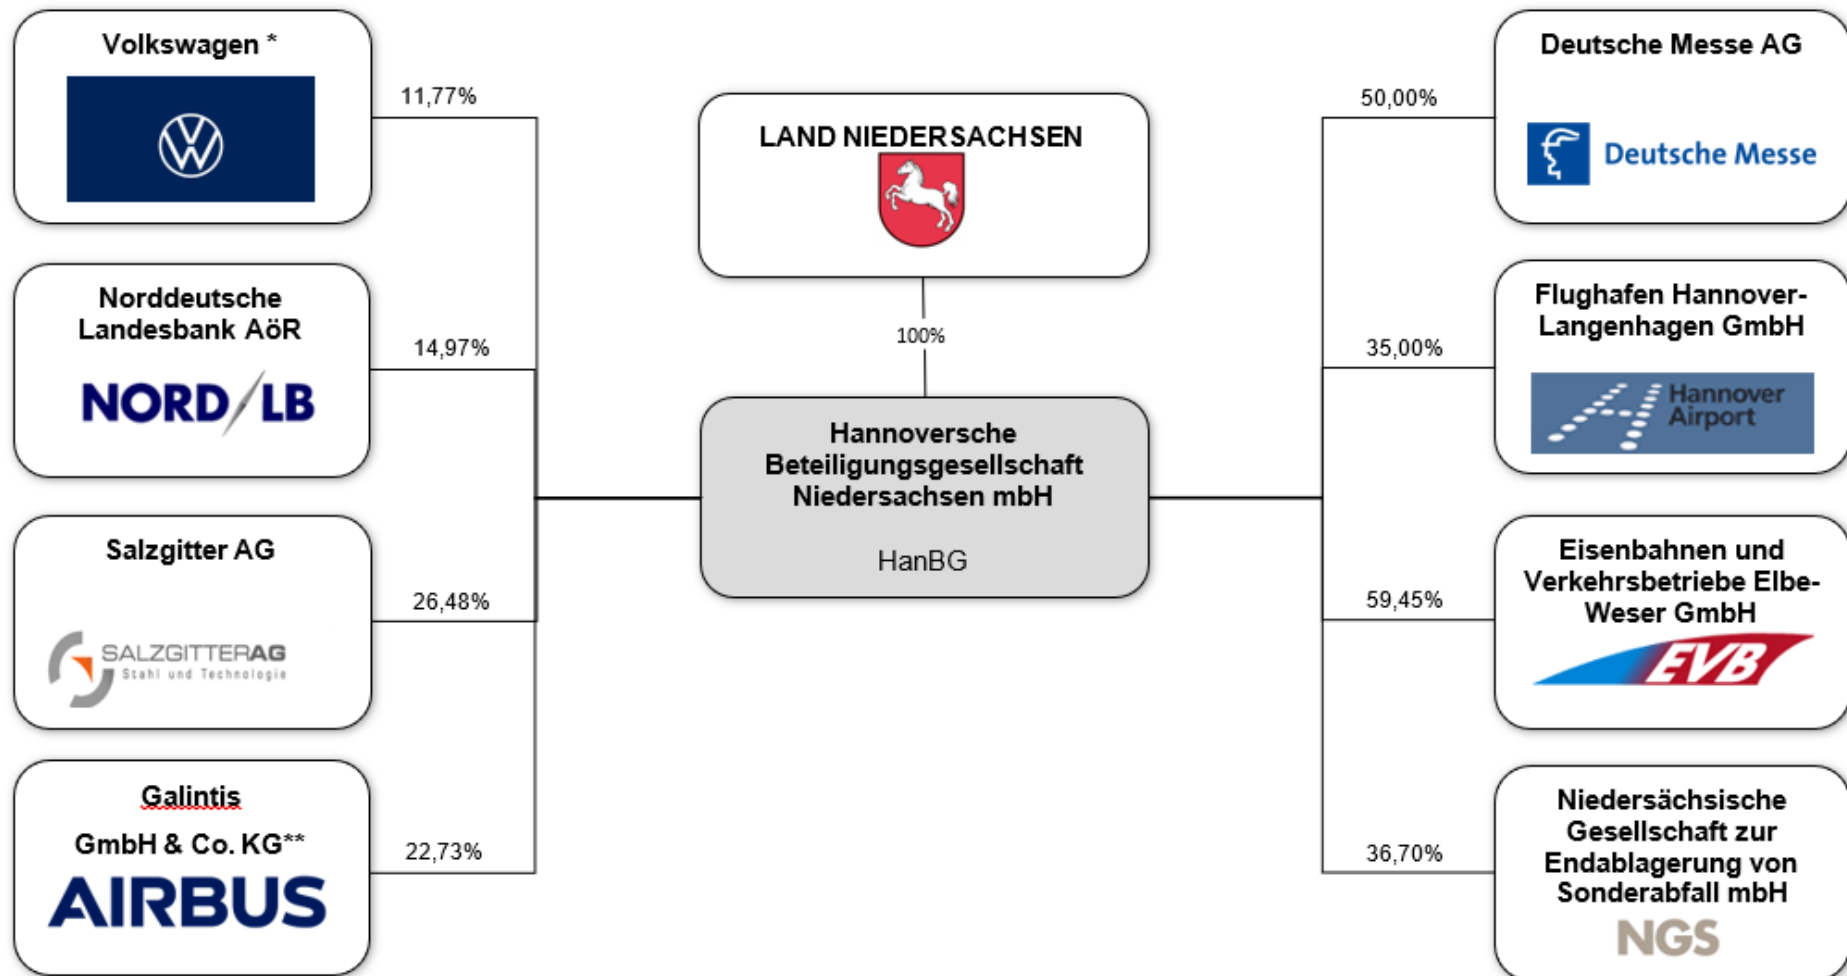 Volkswagen *
11,77%
Norddeutsche
Landesbank AöR
NORD/LB
14,97%
Salzgitter AG
SALZGITTERAG
Stahl und Technologie
26,48%
Galintis
GmbH & Co. KG**
AIRBUS
22,73%
LAND NIEDERSACHSEN
100%
Hannoversche
Beteiligungsgesellschaft
Niedersachsen mbH
HanBG
Deutsche Messe AG
Deutsche Messe
50,00%
Flughafen Hannover-
Langenhagen GmbH
Hannover
Airport
35,00%
Eisenbahnen und
Verkehrsbetriebe Elbe-
Weser GmbH
EVB
59,45%
Niedersächsische
Gesellschaft zur
Endablagerung von
Sonderabfall mbH
NGS
36,70%